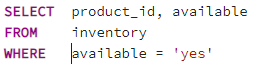 SELECT product_id, available
FROM inventory
WHERE available = 'yes'